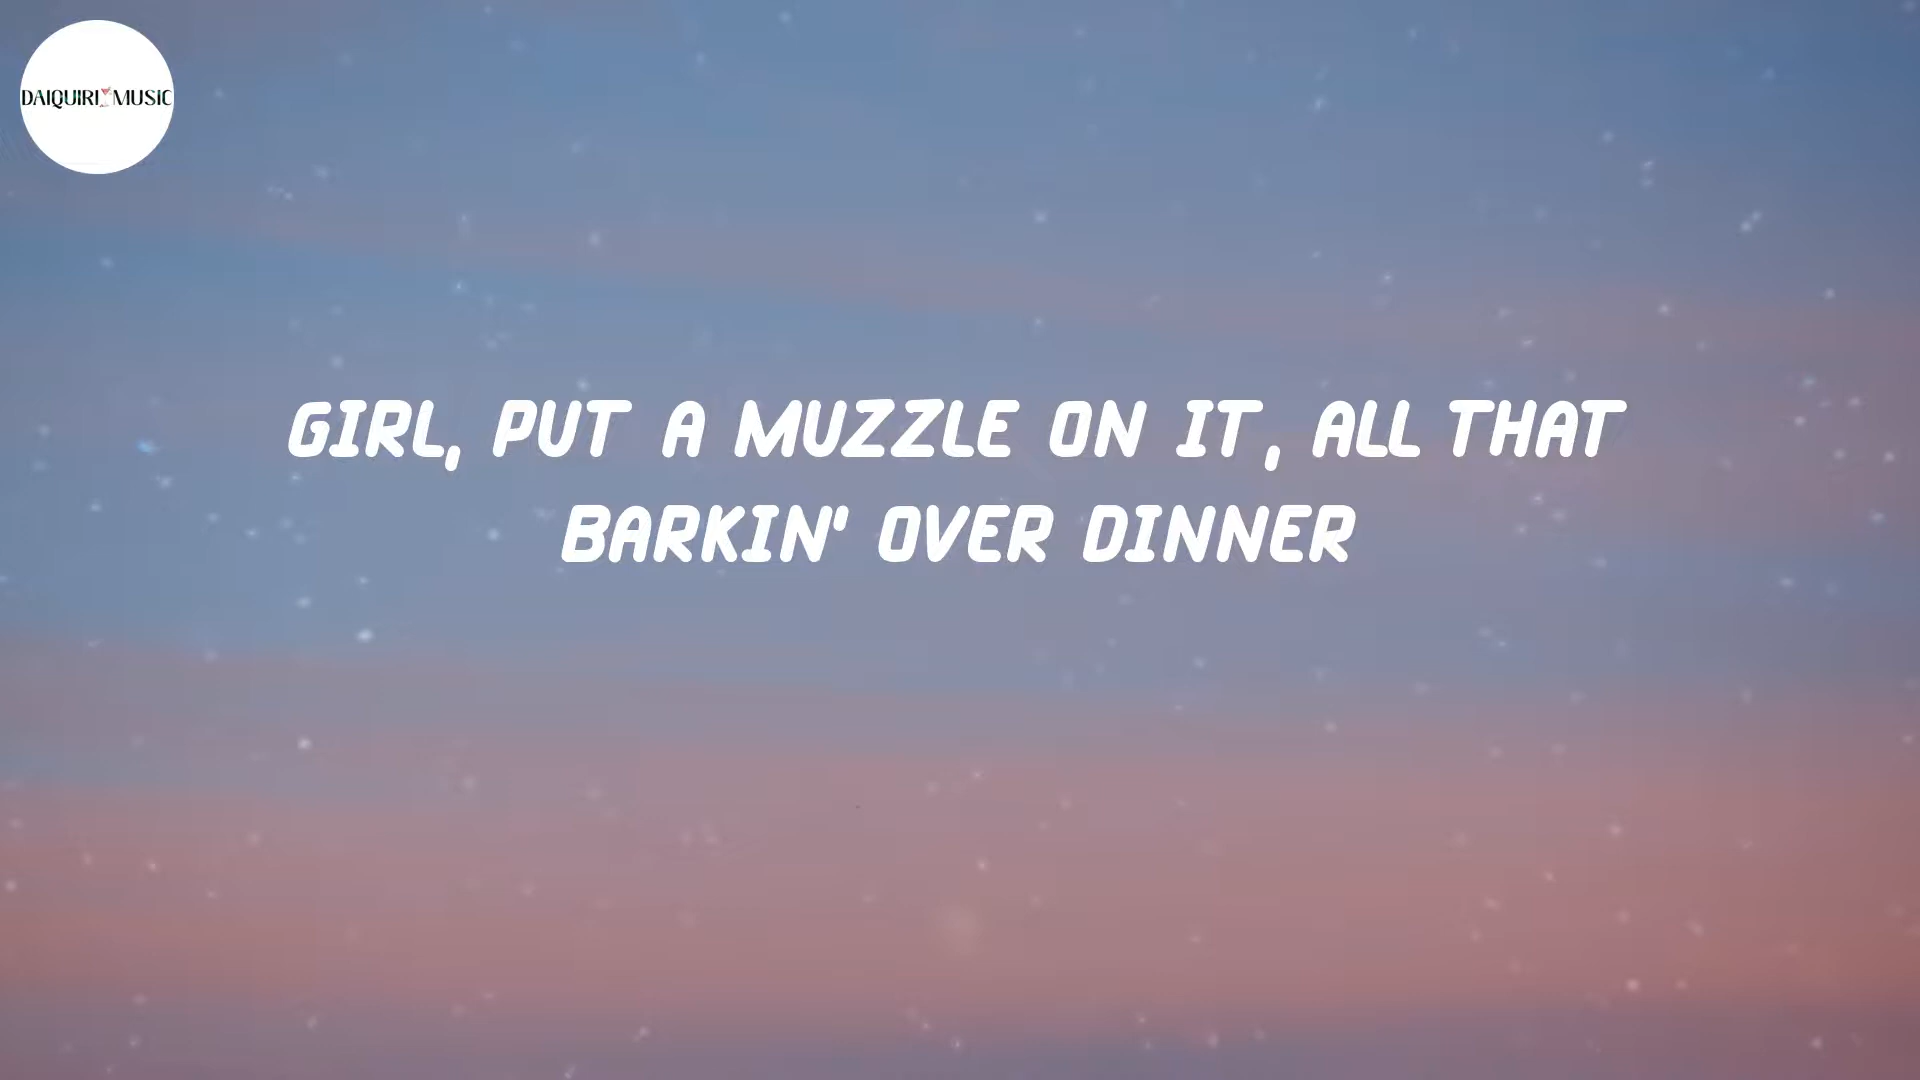 DAIQUIRI MUSIC
GIRL, PUT A MUZZLE ON IT, ALL THAT
BARKIN' OVER DINNER